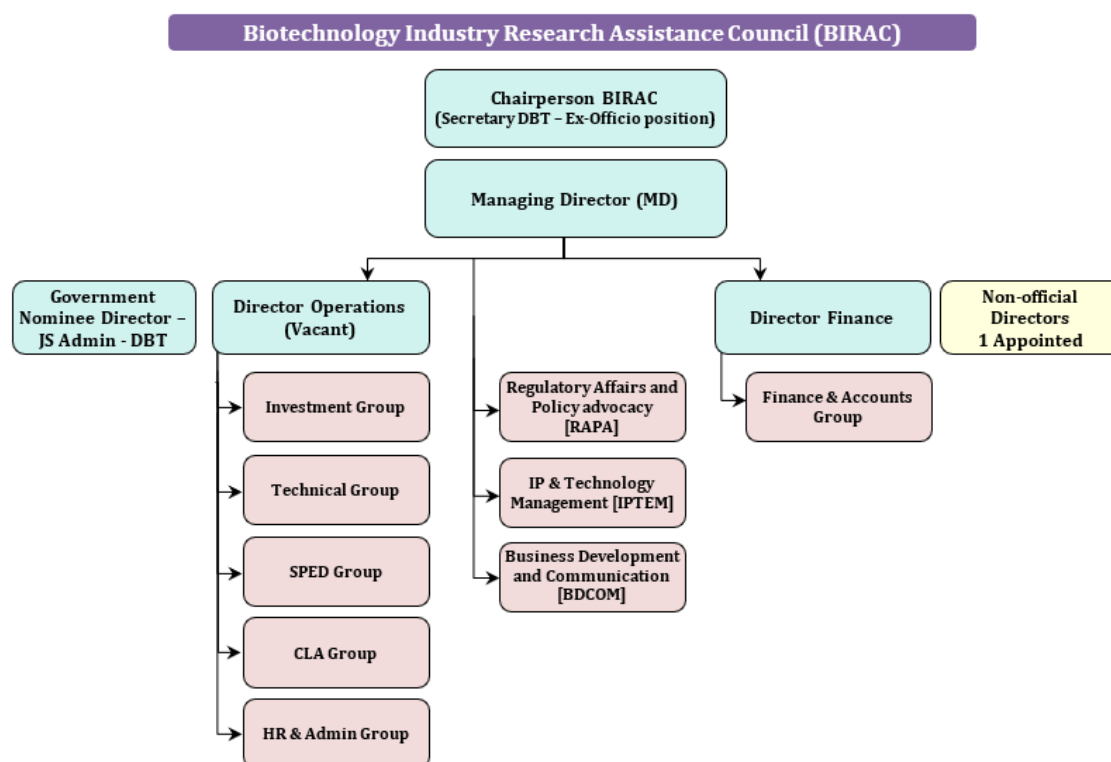 Biotechnology Industry Research Assistance Council (BIRAC)
Chairperson BIRAC
(Secretary DBT – Ex-Officio position)
Managing Director (MD)
Government
Nominee Director –
JS Admin - DBT
Director Operations
(Vacant)
Director Finance
Non-official
Directors
1 Appointed
Investment Group
Technical Group
SPED Group
CLA Group
HR & Admin Group
Regulatory Affairs and
Policy advocacy
[RAPA]
IP & Technology
Management [IPTEM]
Business Development
and Communication
[BDCOM]
Finance & Accounts
Group